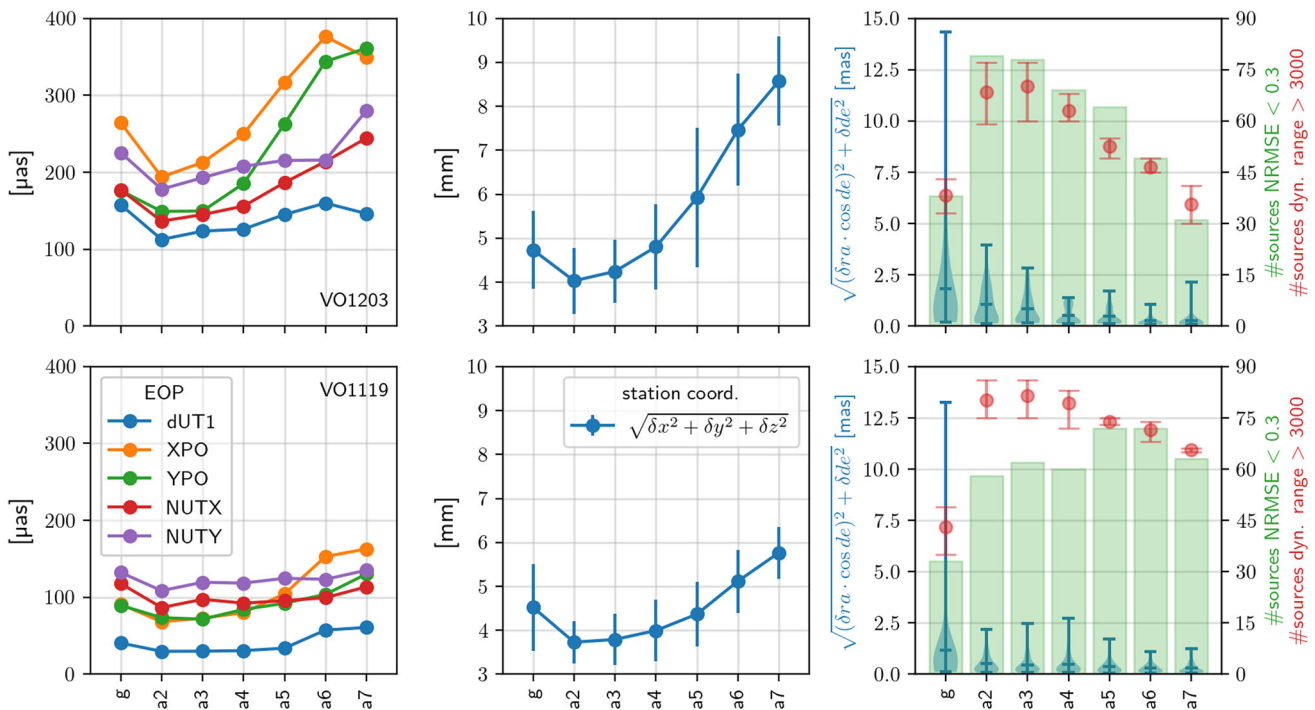 400
300
200
100
0
[µas]
VO1203
10
9
8
7
6
5
4
3
[mm]
15.0
12.5
10.0
7.5
5.0
2.5
0.0
√(δra · cos de)² + δde² [mas]
90
75
60
45
30
15
0
#sources NRMSE < 0.3
#sources dyn. range > 3000
400
300
200
100
0
[µas]
VO1119
EOP
dUT1
XPO
YPO
NUTX
NUTY
g
a2
a3
a4
a5
a6
a7
10
9
8
7
6
5
4
3
[mm]
station coord.
√δx² + δy² + δz²
g
a2
a3
a4
a5
a6
a7
15.0
12.5
10.0
7.5
5.0
2.5
0.0
√(δra · cos de)² + δde² [mas]
90
75
60
45
30
15
0
#sources NRMSE < 0.3
#sources dyn. range > 3000
g
a2
a3
a4
a5
a6
a7